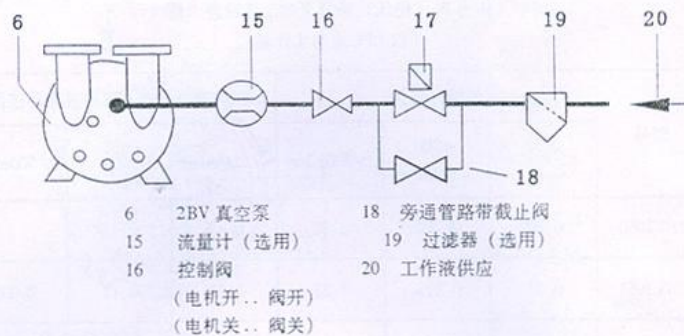 6 15 16 17 19 20
18
6 2BV 真空泵 18 旁通管路带截止阀
15 流量计（选用） 19 过滤器（选用）
16 控制阀 20 工作液供应
（电机开．．阀开）
（电机关．．阀关）